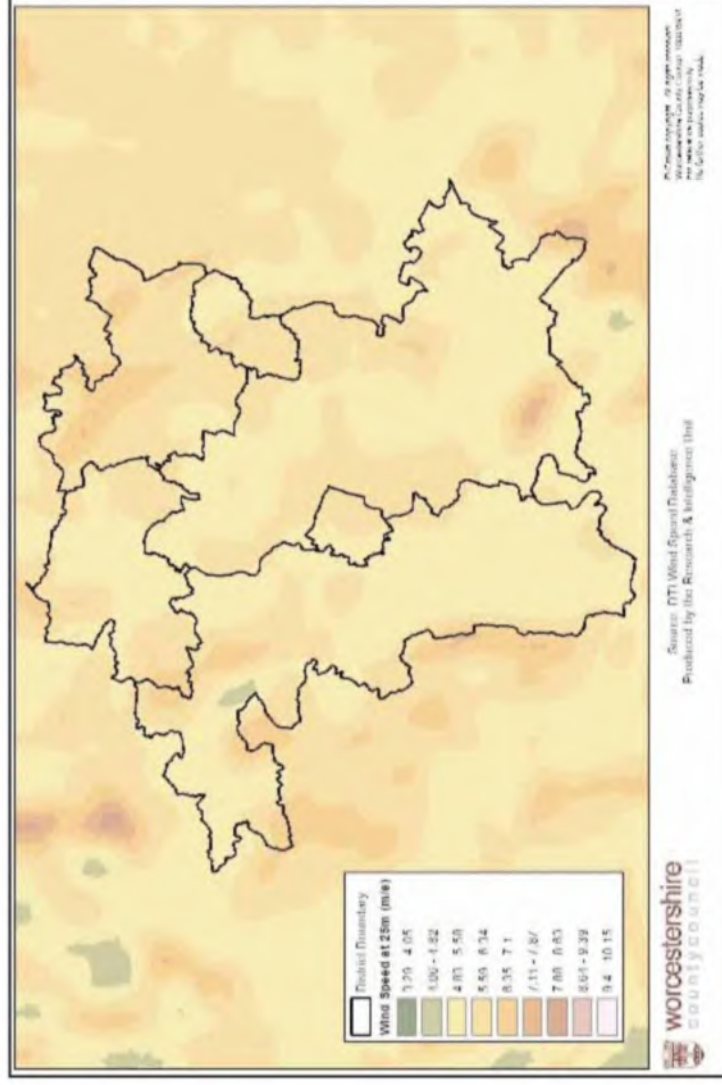 District Boundary
Wind Speed at 25m (m/s)
3.29 - 4.05
4.06 - 4.82
4.83 - 5.58
5.59 - 6.34
6.35 - 7.1
7.11 - 7.87
7.88 - 8.63
8.64 - 9.39
9.4 - 10.15
worcestershire
countycouncil
Source: DTI Wind Speed Database
Produced by the Research & Intelligence Unit